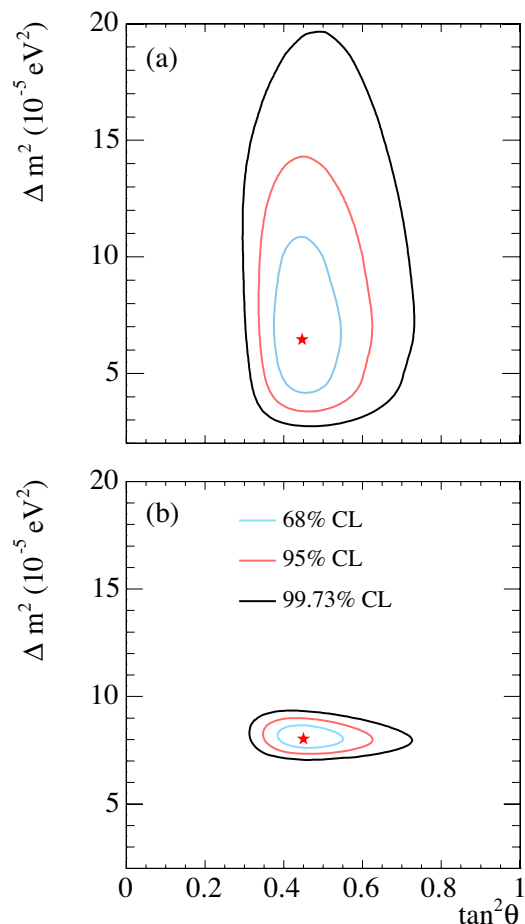 20
(a)
15
10
5
Δ m² (10⁻⁵ eV²)
20
(b)
68% CL
15
95% CL
99.73% CL
10
5
Δ m² (10⁻⁵ eV²)
0 0.2 0.4 0.6 0.8 1
tan²θ